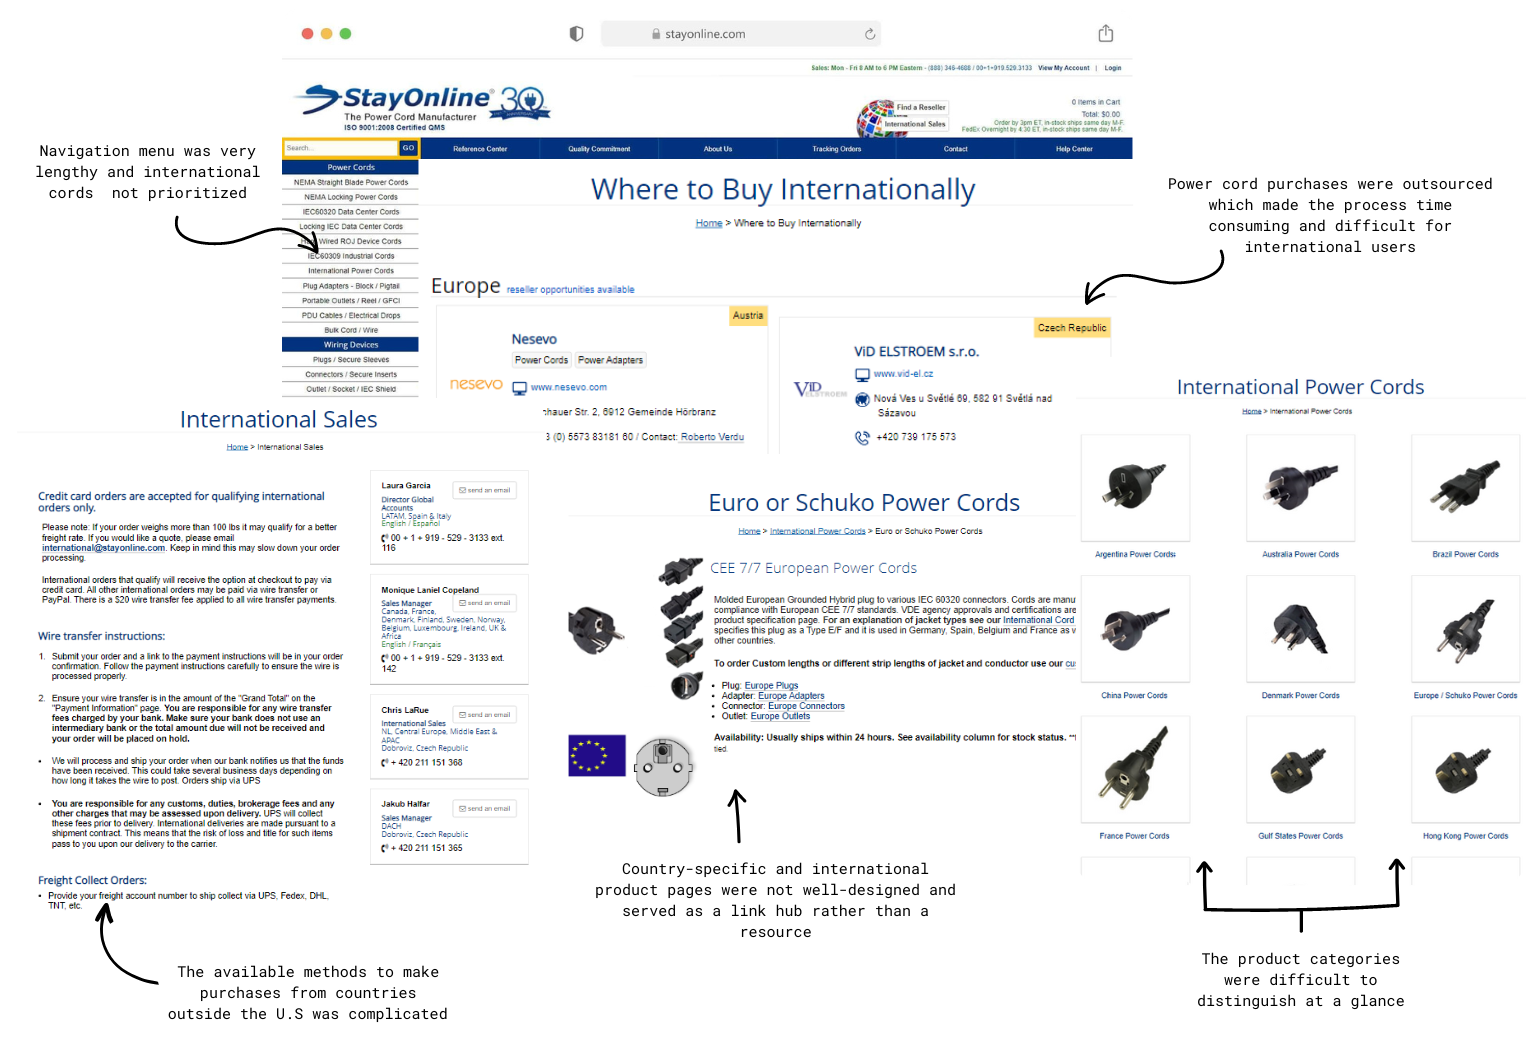 stayonline.com
Sales: Mon - Fri 8 AM to 6 PM Eastern - (888) 346-4688 / 00+1+919.529.3133 View My Account | Login
StayOnline® 30
The Power Cord Manufacturer
ISO 9001:2008 Certified QMS
Find a Reseller
International Sales
0 Items in Cart
Total: $0.00
Order by 3pm ET, in-stock ships same day M-F.
FedEx Overnight by 4:30 ET, in-stock ships same day M-F.
Search... GO
Reference Center Quality Commitment About Us Tracking Orders Contact Help Center
Navigation menu was very
lengthy and international
cords not prioritized
Power Cords
NEMA Straight Blade Power Cords
NEMA Locking Power Cords
IEC60320 Data Center Cords
Locking IEC Data Center Cords
Wired ROJ Device Cords
IEC60309 Industrial Cords
International Power Cords
Plug Adapters - Block / Pigtail
Portable Outlets / Reel / GFCI
PDU Cables / Electrical Drops
Bulk Cord / Wire
Wiring Devices
Plugs / Secure Sleeves
Connectors / Secure Inserts
Outlet / Socket / IEC Shield
Where to Buy Internationally
Home > Where to Buy Internationally
Power cord purchases were outsourced
which made the process time
consuming and difficult for
international users
Europe reseller opportunities available
Austria
Nesevo
Power Cords Power Adapters
nesevo
www.nesevo.com
hauer Str. 2, 6912 Gemeinde Hörbranz
3 (0) 5573 83181 60 / Contact: Roberto Verdu
Czech Republic
ViD ELSTROEM s.r.o.
ViD ELSTROEM
www.vid-el.cz
Nová Ves u Světlé 69, 582 91 Světlá nad
Sázavou
+420 739 175 573
International Sales
Home > International Sales
Credit card orders are accepted for qualifying international
orders only.
Please note: If your order weighs more than 100 lbs it may qualify for a better
freight rate. If you would like a quote, please email
international@stayonline.com. Keep in mind this may slow down your order
processing.
International orders that qualify will receive the option at checkout to pay via
credit card. All other international orders may be paid via wire transfer or
PayPal. There is a $20 wire transfer fee applied to all wire transfer payments.
Wire transfer instructions:
1. Submit your order and a link to the payment instructions will be in your order
confirmation. Follow the payment instructions carefully to ensure the wire is
processed properly.
2. Ensure your wire transfer is in the amount of the "Grand Total" on the
"Payment Information" page. You are responsible for any wire transfer
fees charged by your bank. Make sure your bank does not use an
intermediary bank or the total amount due will not be received and
your order will be placed on hold.
• We will process and ship your order when our bank notifies us that the funds
have been received. This could take several business days depending on
how long it takes the wire to post. Orders ship via UPS
• You are responsible for any customs, duties, brokerage fees and any
other charges that may be assessed upon delivery. UPS will collect
these fees prior to delivery. International deliveries are made pursuant to a
shipment contract. This means that the risk of loss and title for such items
pass to you upon our delivery to the carrier.
Freight Collect Orders:
• Provide your freight account number to ship collect via UPS, Fedex, DHL,
TNT, etc.
Laura Garcia
send an email
Director Global
Accounts
LATAM, Spain & Italy
English / Español
00 + 1 + 919 - 529 - 3133 ext.
116
Monique Laniel Copeland
send an email
Sales Manager
Canada, France,
Denmark, Finland, Sweden, Norway,
Belgium, Luxembourg, Ireland, UK &
Africa
English / Français
00 + 1 + 919 - 529 - 3133 ext.
142
Chris LaRue
send an email
International Sales
NL, Central Europe, Middle East &
APAC
Dobroviz, Czech Republic
+ 420 211 151 368
Jakub Halfar
send an email
Sales Manager
DACH
Dobroviz, Czech Republic
+ 420 211 151 365
The available methods to make
purchases from countries
outside the U.S was complicated
Euro or Schuko Power Cords
Home > International Power Cords > Euro or Schuko Power Cords
CEE 7/7 European Power Cords
Molded European Grounded Hybrid plug to various IEC 60320 connectors. Cords are manu
compliance with European CEE 7/7 standards. VDE agency approvals and certifications are
product specification page. For an explanation of jacket types see our International Cord
specifies this plug as a Type E/F and it is used in Germany, Spain, Belgium and France as
other countries.
To order Custom lengths or different strip lengths of jacket and conductor use our cu
• Plug: Europe Plugs
• Adapter: Europe Adapters
• Connector: Europe Connectors
• Outlet: Europe Outlets
Availability: Usually ships within 24 hours. See availability column for stock status.
tied.
Country-specific and international
product pages were not well-designed and
served as a link hub rather than a
resource
International Power Cords
Home > International Power Cords
Argentina Power Cords Australia Power Cords Brazil Power Cords
China Power Cords Denmark Power Cords Europe / Schuko Power Cords
France Power Cords Gulf States Power Cords Hong Kong Power Cords
The product categories
were difficult to
distinguish at a glance